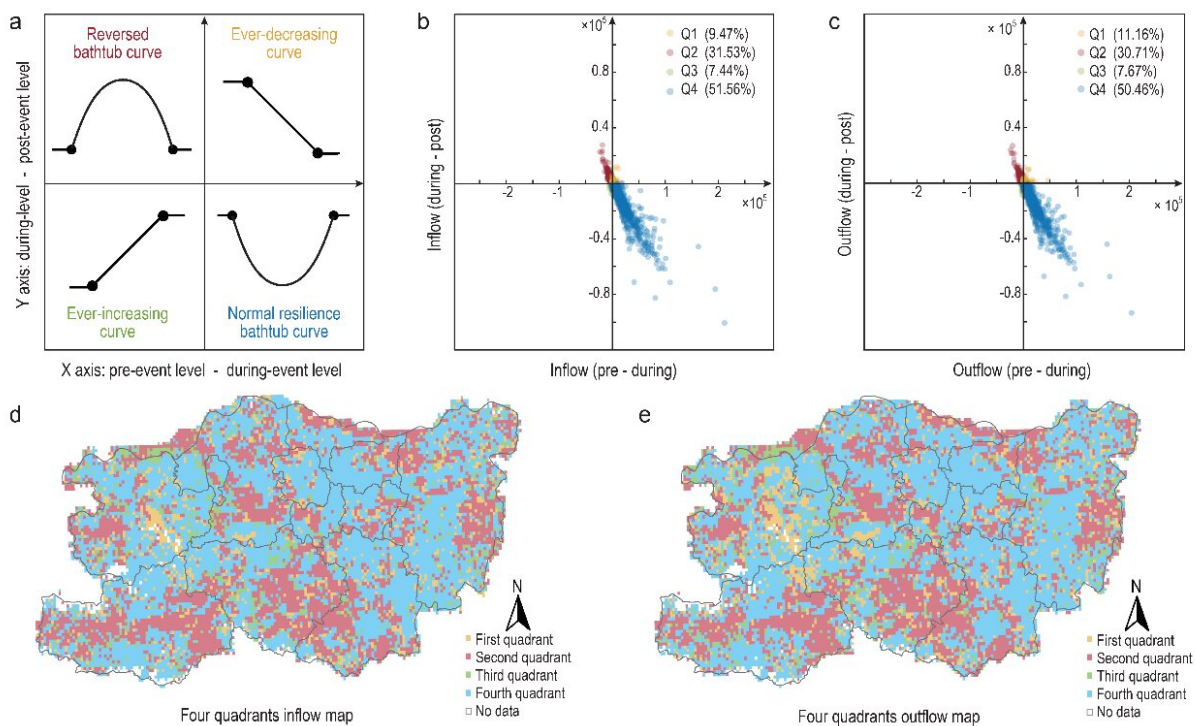 a
Reversed
bathtub curve
Ever-decreasing
curve
Ever-increasing
curve
Normal resilience
bathtub curve
Y axis: during-level - post-event level
X axis: pre-event level - during-event level
b
×10⁵
0.8
0.4
-0.4
-0.8
-2
-1
1
2
×10⁵
Q1 (9.47%)
Q2 (31.53%)
Q3 (7.44%)
Q4 (51.56%)
Inflow (during - post)
Inflow (pre - during)
c
×10⁵
0.8
0.4
-0.4
-0.8
-2
-1
1
2
×10⁵
Q1 (11.16%)
Q2 (30.71%)
Q3 (7.67%)
Q4 (50.46%)
Outflow (during - post)
Outflow (pre - during)
d
N
First quadrant
Second quadrant
Third quadrant
Fourth quadrant
No data
Four quadrants inflow map
e
N
First quadrant
Second quadrant
Third quadrant
Fourth quadrant
No data
Four quadrants outflow map